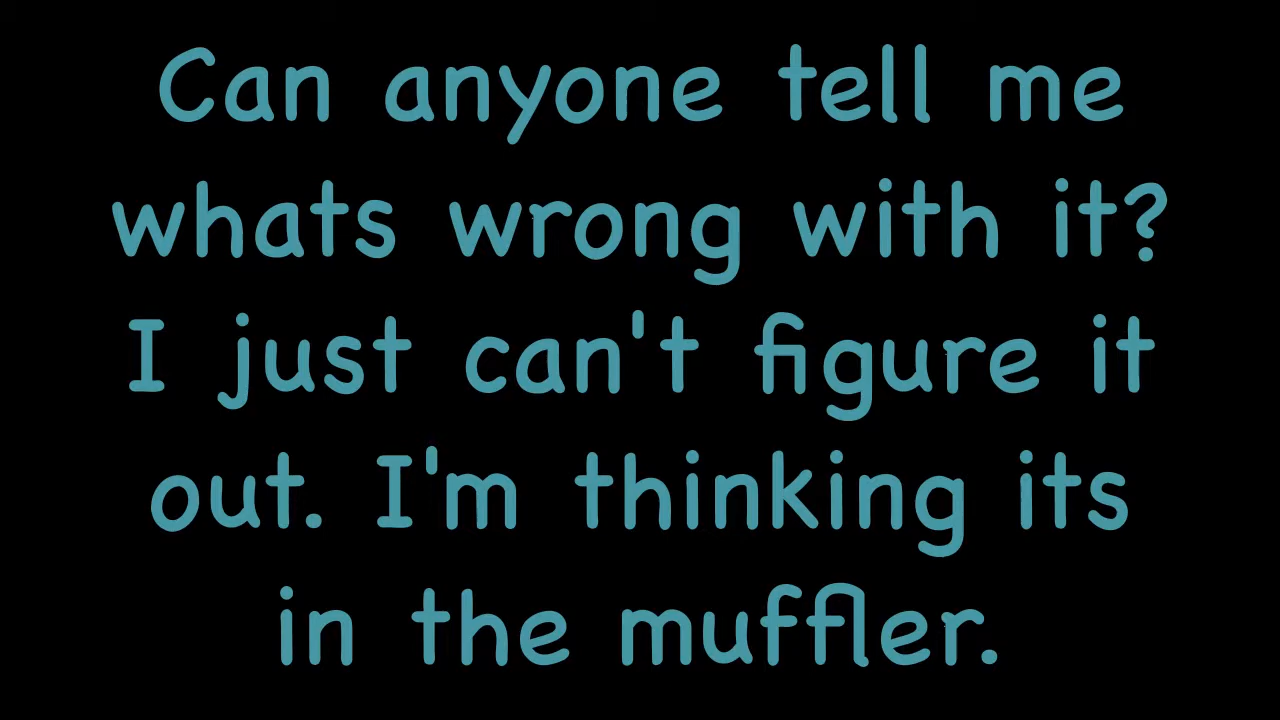 Can anyone tell me
whats wrong with it?
I just can't figure it
out. I'm thinking its
in the muffler.